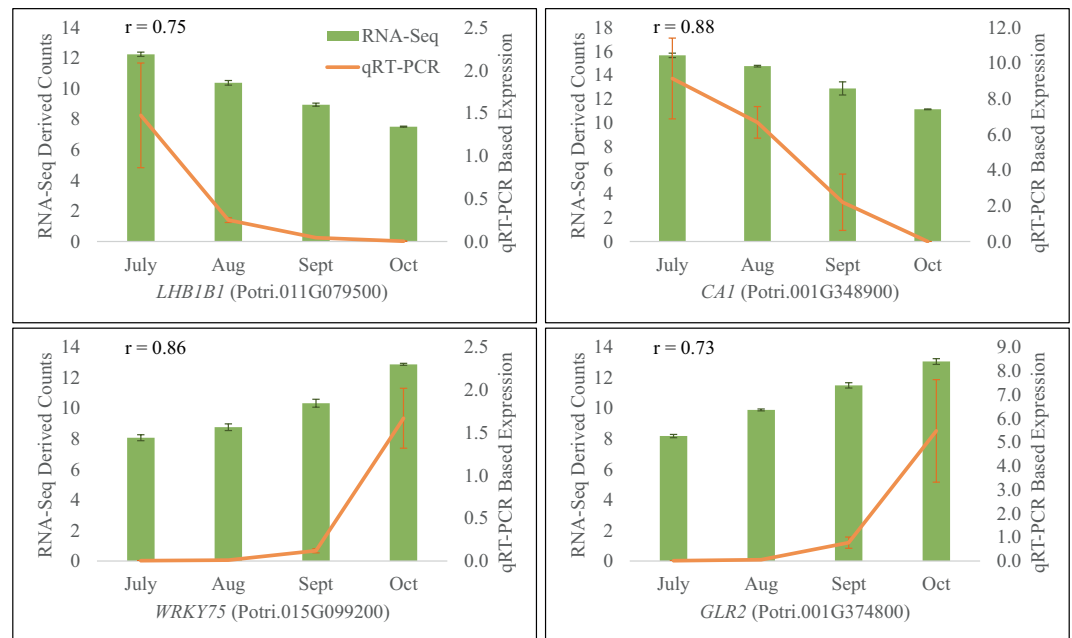 r = 0.75
RNA-Seq
qRT-PCR
RNA-Seq Derived Counts
14
12
10
8
6
4
2
0
2.5
2.0
1.5
1.0
0.5
0.0
qRT-PCR Based Expression
July Aug Sept Oct
LHB1B1 (Potri.011G079500)
r = 0.88
RNA-Seq Derived Counts
18
16
14
12
10
8
6
4
2
0
12.0
10.0
8.0
6.0
4.0
2.0
0.0
qRT-PCR Based Expression
July Aug Sept Oct
CA1 (Potri.001G348900)
r = 0.86
RNA-Seq Derived Counts
14
12
10
8
6
4
2
0
2.5
2.0
1.5
1.0
0.5
0.0
qRT-PCR Based Expression
July Aug Sept Oct
WRKY75 (Potri.015G099200)
r = 0.73
RNA-Seq Derived Counts
14
12
10
8
6
4
2
0
9.0
8.0
7.0
6.0
5.0
4.0
3.0
2.0
1.0
0.0
qRT-PCR Based Expression
July Aug Sept Oct
GLR2 (Potri.001G374800)